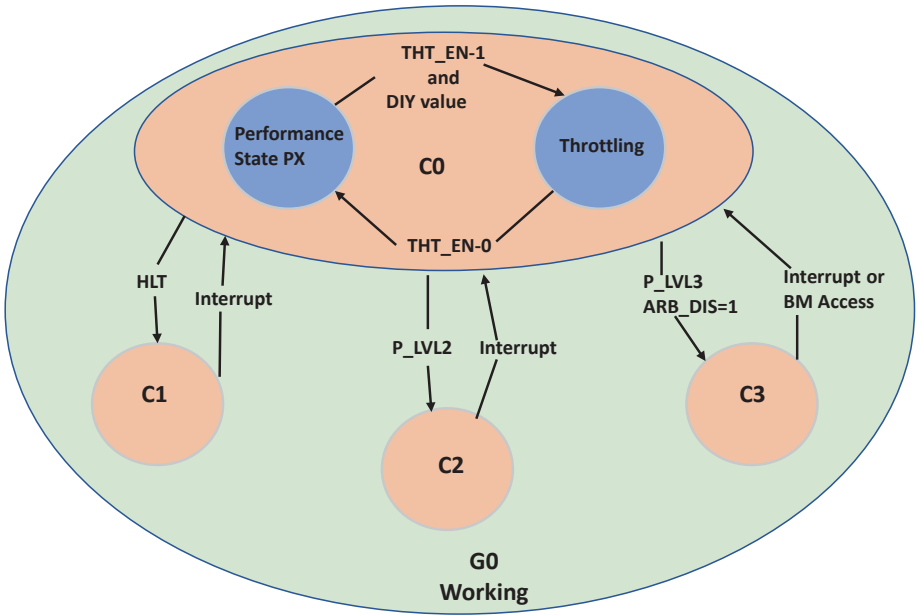 THT_EN-1
and
DIY value
Performance
State PX
Throttling
C0
THT_EN-0
HLT
Interrupt
P_LVL2
Interrupt
P_LVL3
ARB_DIS=1
Interrupt or
BM Access
C1
C2
C3
G0
Working